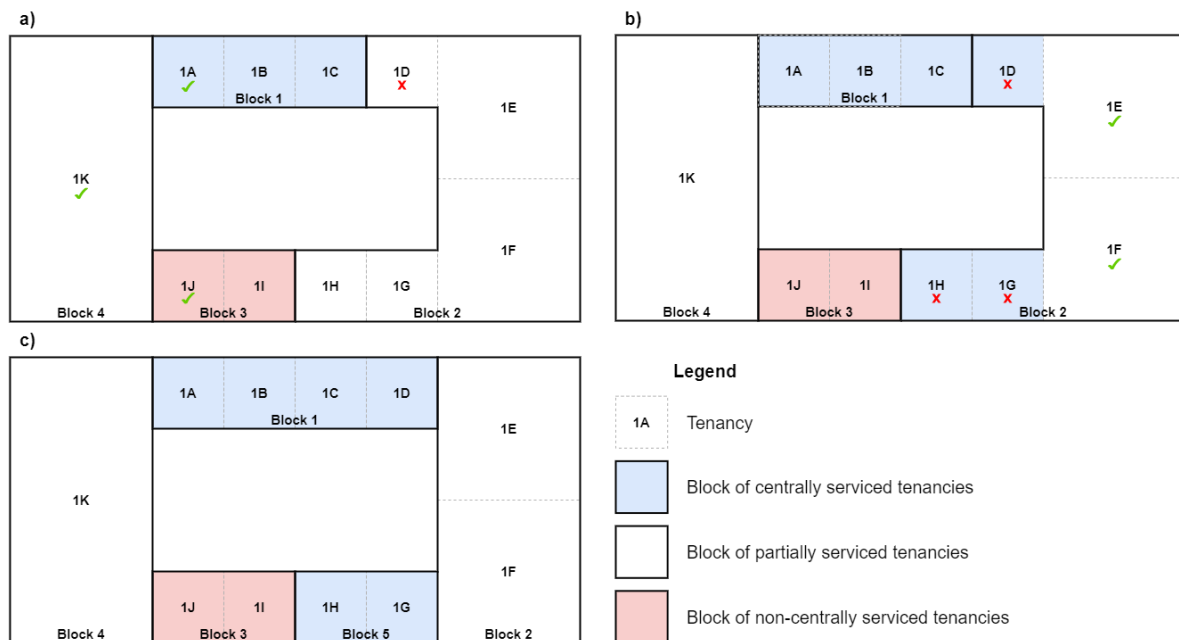 a)
1A
1B
1C
1D
Block 1
1E
1K
1F
1J
1I
1H
1G
Block 4
Block 3
Block 2
b)
1A
1B
1C
1D
Block 1
1E
1K
1F
1J
1I
1H
1G
Block 4
Block 3
Block 2
c)
1A
1B
1C
1D
Block 1
1E
1K
1F
1J
1I
1H
1G
Block 4
Block 3
Block 5
Block 2
Legend
1A
Tenancy
Block of centrally serviced tenancies
Block of partially serviced tenancies
Block of non-centrally serviced tenancies